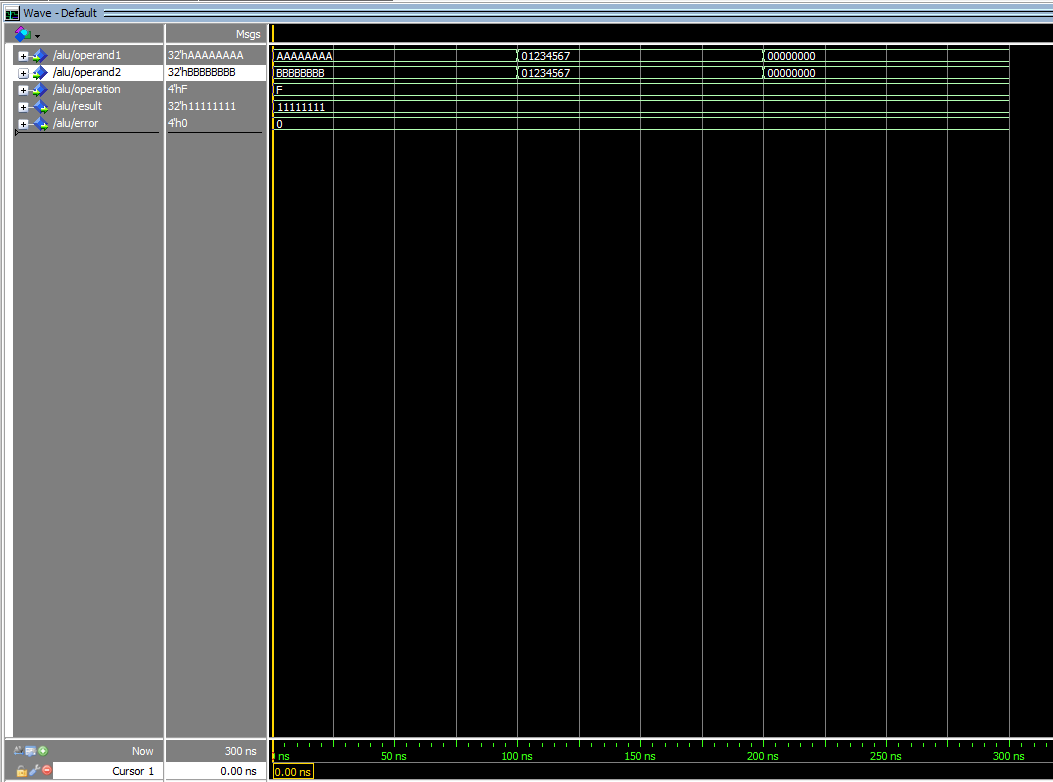 Wave - Default
Msgs
/alu/operand1 32'hAAAAAAAA AAAAAAAA 01234567 00000000
/alu/operand2 32'hBBBBBBBB BBBBBBBB 01234567 00000000
/alu/operation 4'hF F
/alu/result 32'h11111111 11111111
/alu/error 4'h0 0
Now 300 ns ns 50 ns 100 ns 150 ns 200 ns 250 ns 300 ns
Cursor 1 0.00 ns 0.00 ns